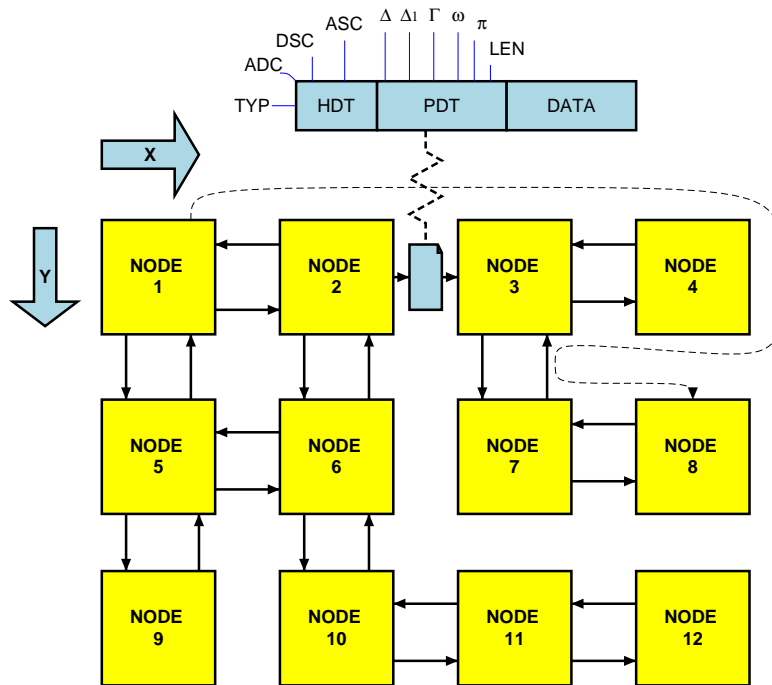 Δ Δ1 Γ ω π
ASC
DSC
LEN
ADC
TYP HDT PDT DATA
X
Y
NODE 1
NODE 2
NODE 3
NODE 4
NODE 5
NODE 6
NODE 7
NODE 8
NODE 9
NODE 10
NODE 11
NODE 12